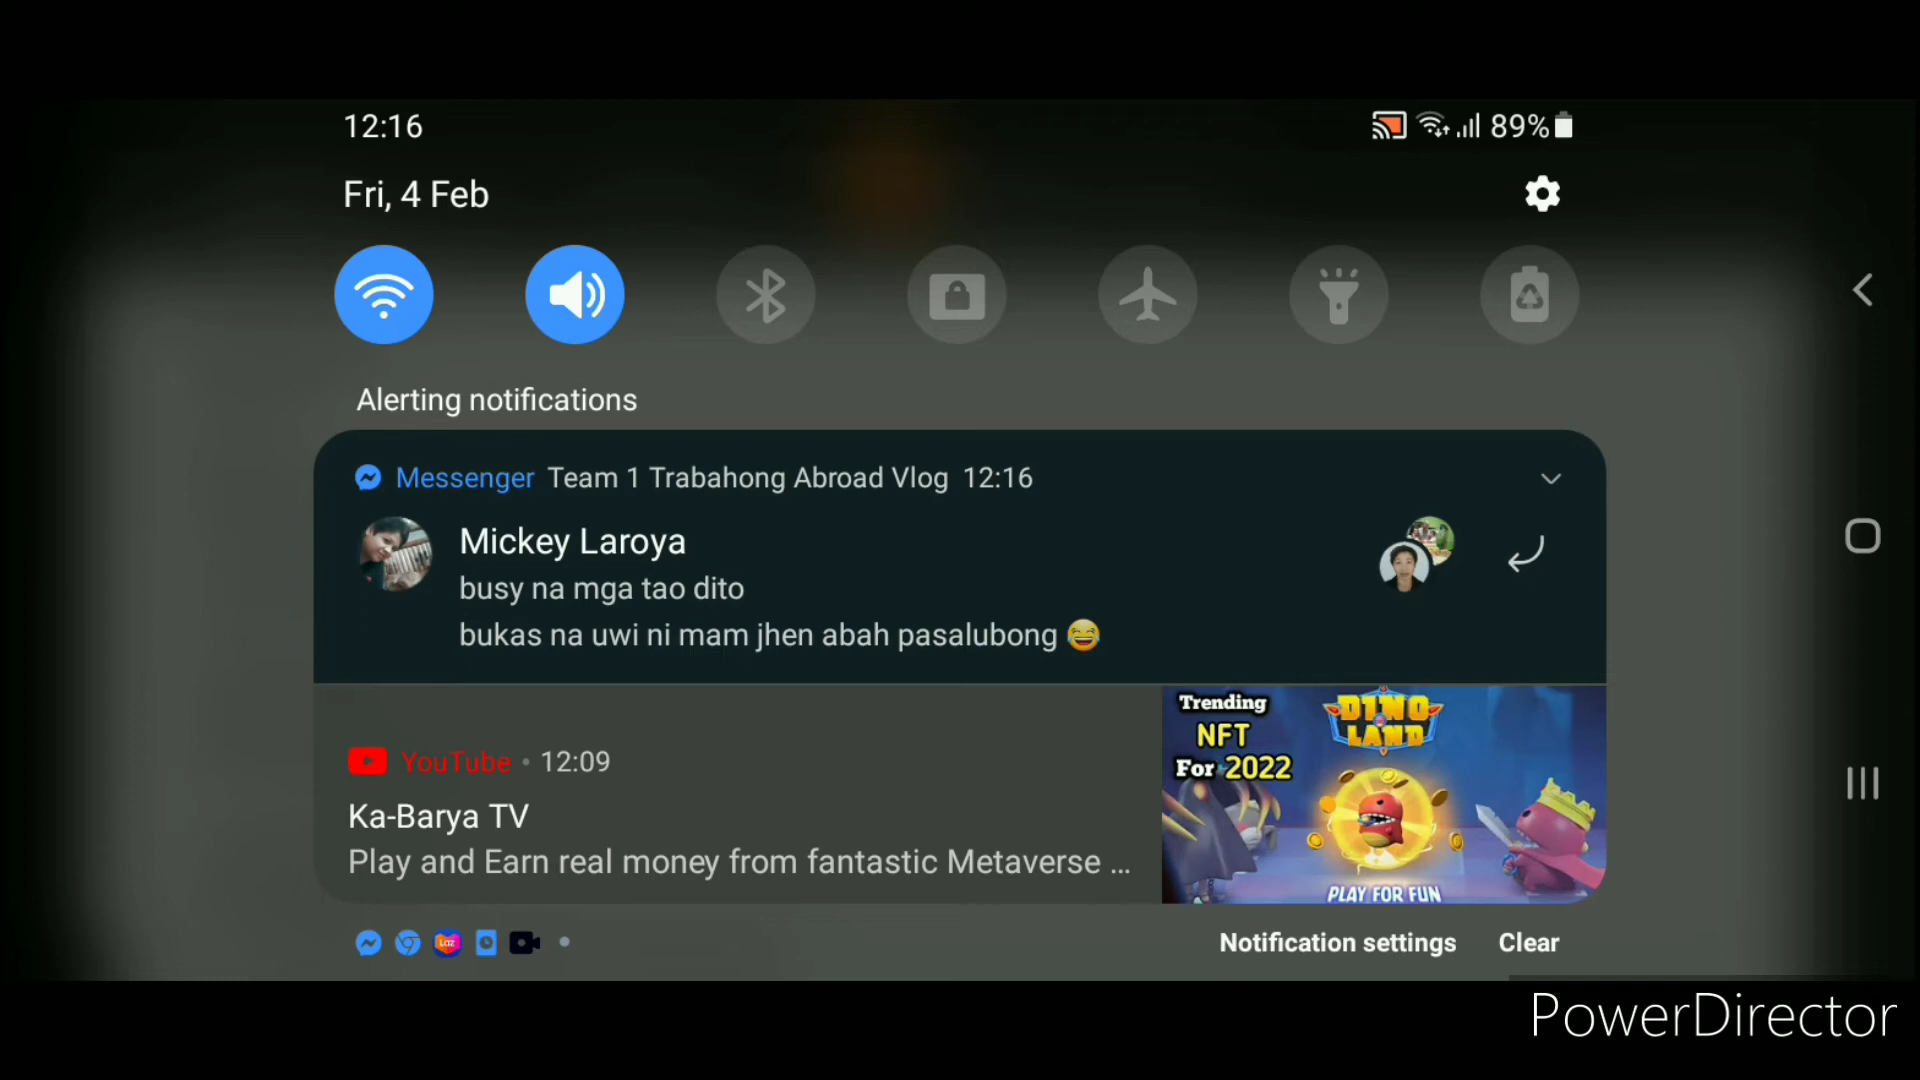 12:16
89%
Fri, 4 Feb
Alerting notifications
Messenger Team 1 Trabahong Abroad Vlog 12:16
Mickey Laroya
busy na mga tao dito
bukas na uwi ni mam jhen abah pasalubong 😂
YouTube • 12:09
Ka-Barya TV
Play and Earn real money from fantastic Metaverse ...
Trending
NFT
For 2022
DINO
LAND
PLAY FOR FUN
Laz
Notification settings Clear
PowerDirector